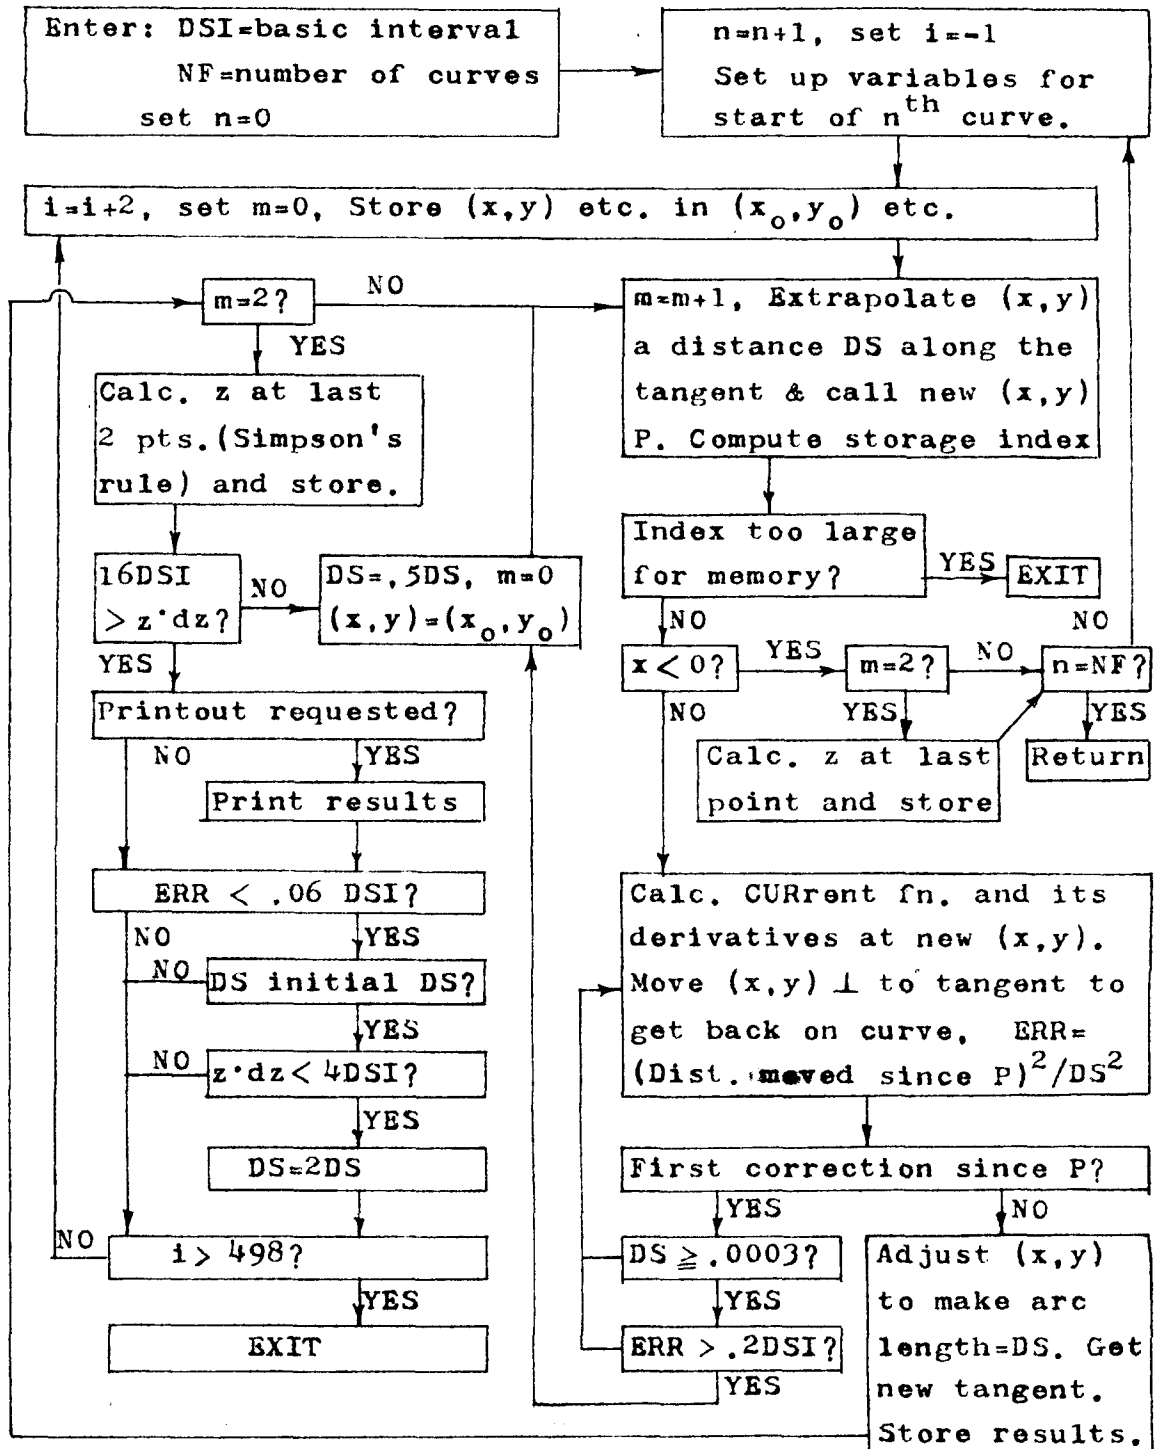 Enter: DSI=basic interval
NF=number of curves
set n=0
n=n+1, set i=-1
Set up variables for
start of nth curve.
i=i+2, set m=0, Store (x,y) etc. in (xo,yo) etc.
m=2?
NO
YES
Calc. z at last
2 pts.(Simpson's
rule) and store.
16DSI
> z·dz?
NO
YES
DS=.5DS, m=0
(x,y)=(xo,yo)
Printout requested?
NO
YES
Print results
ERR < .06 DSI?
NO
YES
NO
DS initial DS?
YES
NO
z·dz< 4DSI?
YES
DS=2DS
NO
i> 498?
YES
EXIT
m=m+1, Extrapolate (x,y)
a distance DS along the
tangent & call new (x,y)
P. Compute storage index
Index too large
for memory?
YES
EXIT
NO
x < 0?
YES
m=2?
NO
n=NF?
NO
NO
YES
YES
Calc. z at last
point and store
Return
Calc. CURrent fn. and its
derivatives at new (x,y).
Move (x,y) ⊥ to tangent to
get back on curve. ERR=
(Dist. moved since P)²/DS²
First correction since P?
YES
NO
DS ≧ .0003?
YES
ERR > .2DSI?
YES
Adjust (x,y)
to make arc
length=DS. Get
new tangent.
Store results.